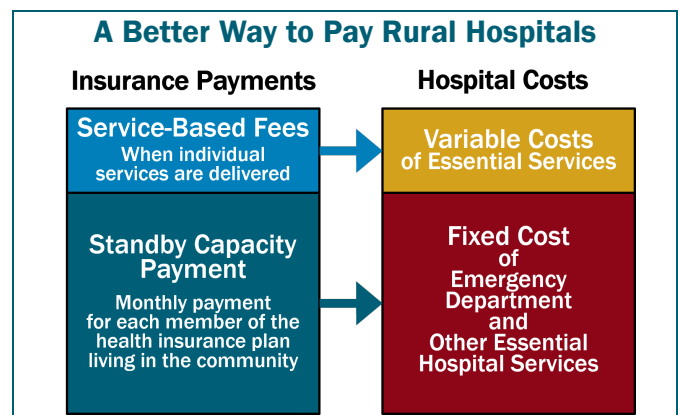 A Better Way to Pay Rural Hospitals
Insurance Payments
Hospital Costs
Service-Based Fees
When individual
services are delivered
Variable Costs
of Essential Services
Standby Capacity
Payment
Monthly payment
for each member of the
health insurance plan
living in the community
Fixed Cost
of
Emergency
Department
and
Other Essential
Hospital Services